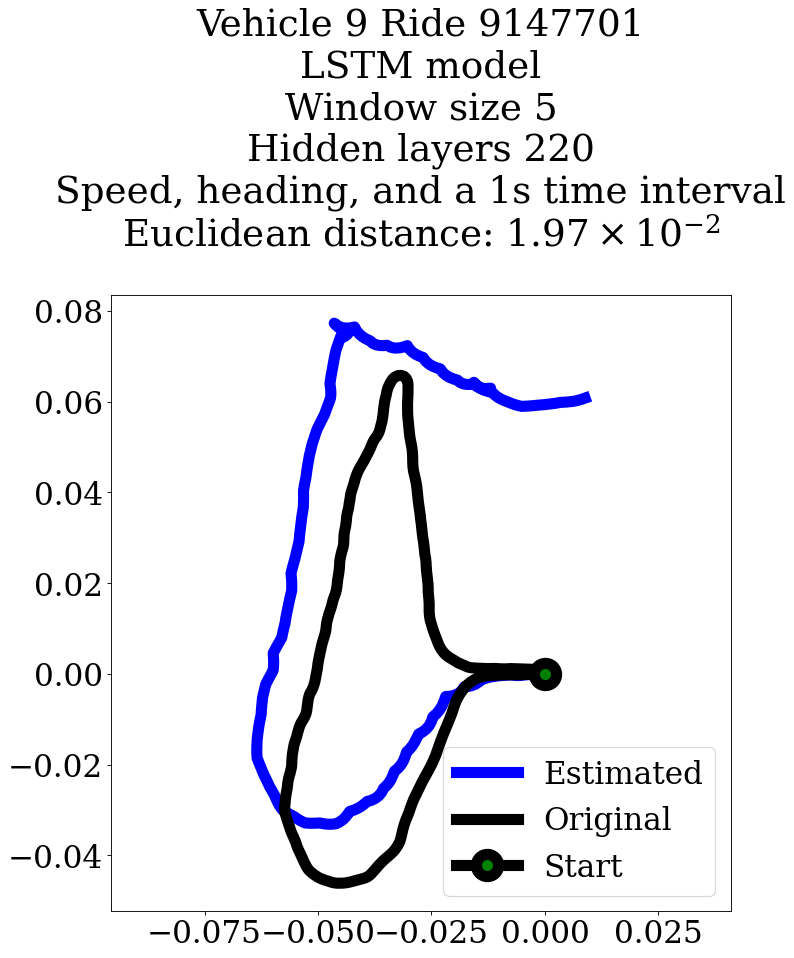 Vehicle 9 Ride 9147701
LSTM model
Window size 5
Hidden layers 220
Speed, heading, and a 1s time interval
Euclidean distance: 1.97 × 10⁻²
0.08
0.06
0.04
0.02
0.00
−0.02
−0.04
Estimated
Original
Start
−0.075 −0.050 −0.025 0.000 0.025